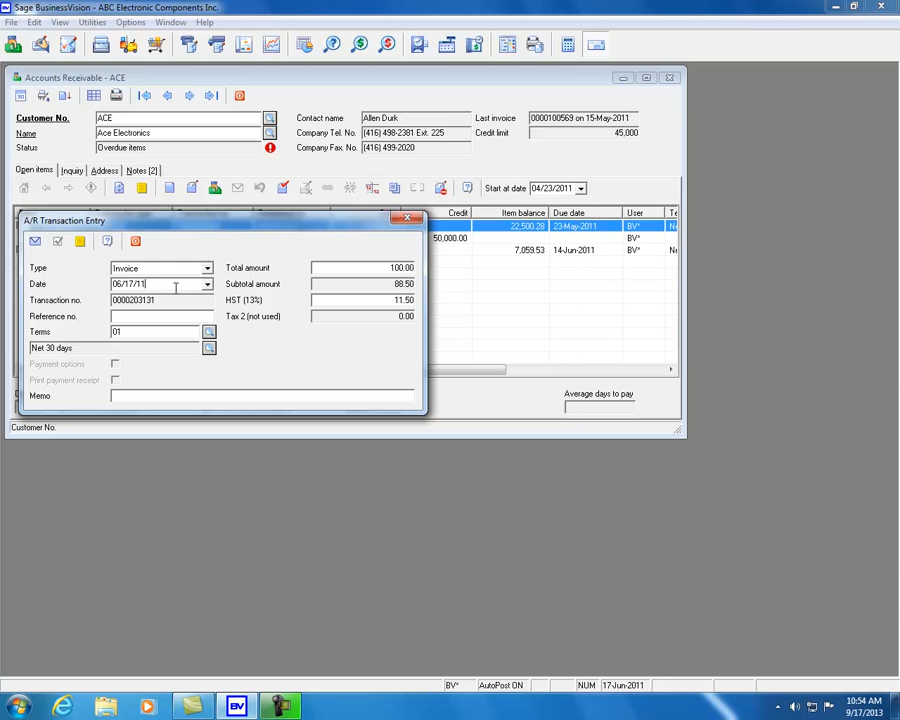 Sage BusinessVision - ABC Electronic Components Inc.
File Edit View Utilities Options Window Help
Accounts Receivable - ACE
Customer No. ACE Contact name Allen Durk Last invoice 0000100569 on 15-May-2011
Name Ace Electronics Company Tel. No. (416) 498-2381 Ext. 225 Credit limit 45,000
Status Overdue items Company Fax. No. (416) 499-2020
Open items Inquiry Address Notes [2]
Start at date 04/23/2011
Credit Item balance Due date User
22,500.28 23-May-2011 BV*
50,000.00 BV*
7,059.53 14-Jun-2011 BV*
A/R Transaction Entry
Type Invoice Total amount 100.00
Date 06/17/11 Subtotal amount 88.50
Transaction no. 0000203131 HST (13%) 11.50
Reference no. Tax 2 (not used) 0.00
Terms 01
Net 30 days
Payment options
Print payment receipt
Memo
Average days to pay
Customer No.
BV* AutoPost ON NUM 17-Jun-2011
BV
10:54 AM
9/17/2013